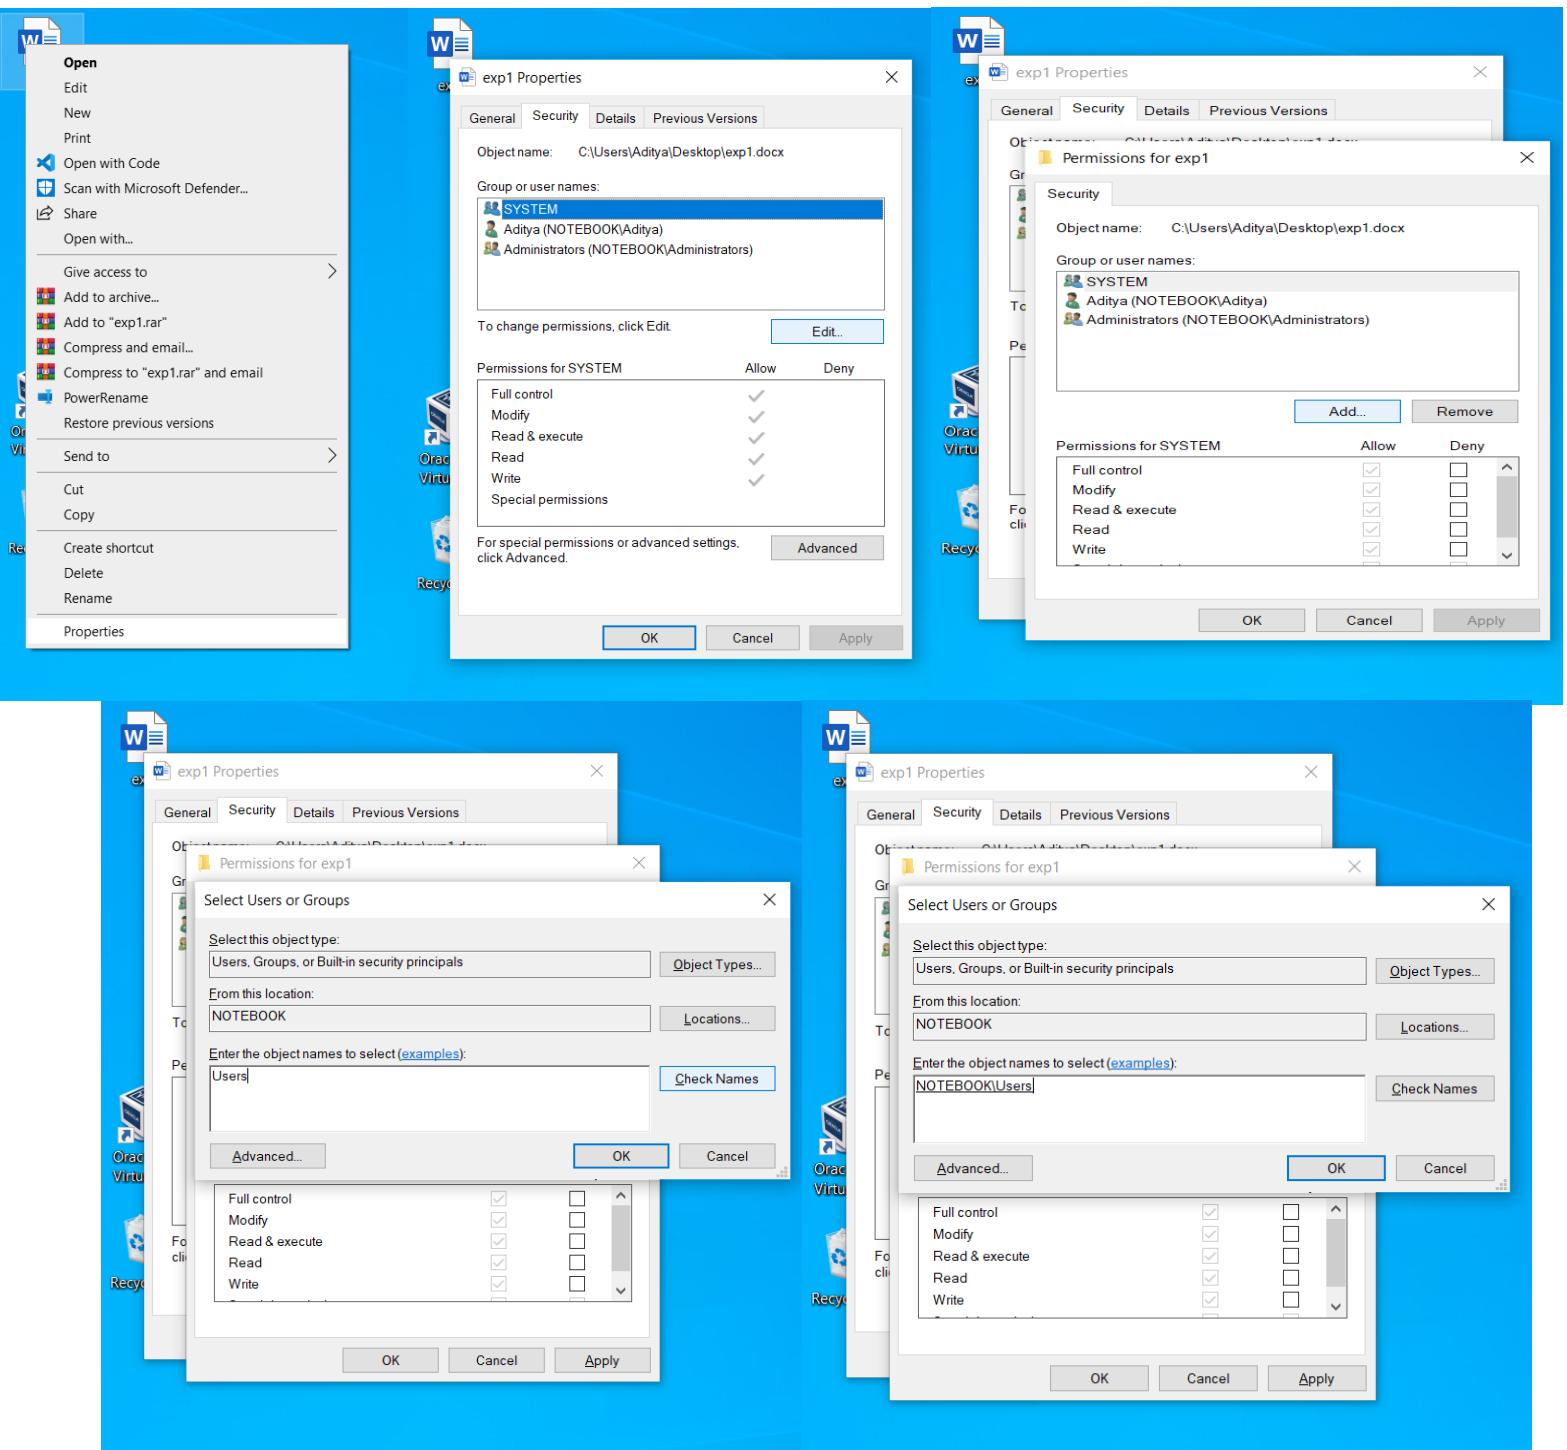 Open
Edit
New
Print
Open with Code
Scan with Microsoft Defender...
Share
Open with...
Give access to
Add to archive...
Add to "exp1.rar"
Compress and email...
Compress to "exp1.rar" and email
PowerRename
Restore previous versions
Send to
Cut
Copy
Create shortcut
Delete
Rename
Properties
exp1 Properties
General Security Details Previous Versions
Object name: C:\Users\Aditya\Desktop\exp1.docx
Group or user names:
SYSTEM
Aditya (NOTEBOOK\Aditya)
Administrators (NOTEBOOK\Administrators)
To change permissions, click Edit.
Edit...
Permissions for SYSTEM Allow Deny
Full control
Modify
Read & execute
Read
Write
Special permissions
For special permissions or advanced settings,
click Advanced.
Advanced
OK Cancel Apply
exp1 Properties
General Security Details Previous Versions
Permissions for exp1
Security
Object name: C:\Users\Aditya\Desktop\exp1.docx
Group or user names:
SYSTEM
Aditya (NOTEBOOK\Aditya)
Administrators (NOTEBOOK\Administrators)
Add... Remove
Permissions for SYSTEM Allow Deny
Full control
Modify
Read & execute
Read
Write
OK Cancel Apply
exp1 Properties
General Security Details Previous Versions
Permissions for exp1
Select Users or Groups
Select this object type:
Users, Groups, or Built-in security principals
Object Types...
From this location:
NOTEBOOK
Locations...
Enter the object names to select (examples):
Users
Check Names
Advanced...
OK Cancel
Full control
Modify
Read & execute
Read
Write
OK Cancel Apply
exp1 Properties
General Security Details Previous Versions
Permissions for exp1
Select Users or Groups
Select this object type:
Users, Groups, or Built-in security principals
Object Types...
From this location:
NOTEBOOK
Locations...
Enter the object names to select (examples):
NOTEBOOK\Users
Check Names
Advanced...
OK Cancel
Full control
Modify
Read & execute
Read
Write
OK Cancel Apply